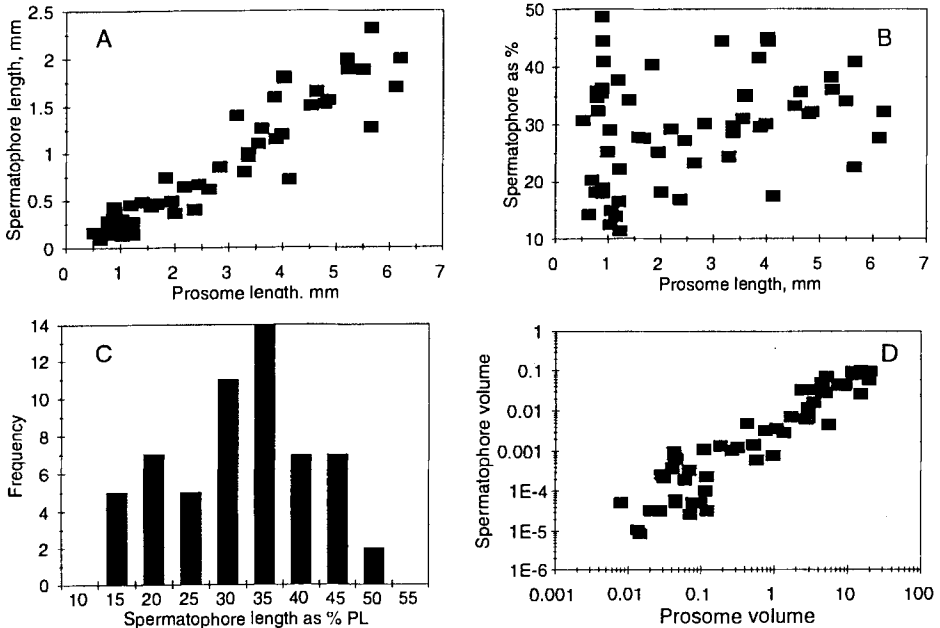 A
Spermatophore length, mm
2.5
2
1.5
1
0.5
0
0 1 2 3 4 5 6 7
Prosome length. mm
B
Spermatophore as %
50
40
30
20
10
0 1 2 3 4 5 6 7
Prosome length, mm
C
Frequency
14
12
10
8
6
4
2
0
10 15 20 25 30 35 40 45 50 55
Spermatophore length as % PL
D
Spermatophore volume
1
0.1
0.01
0.001
1E-4
1E-5
1E-6
0.001 0.01 0.1 1 10 100
Prosome volume